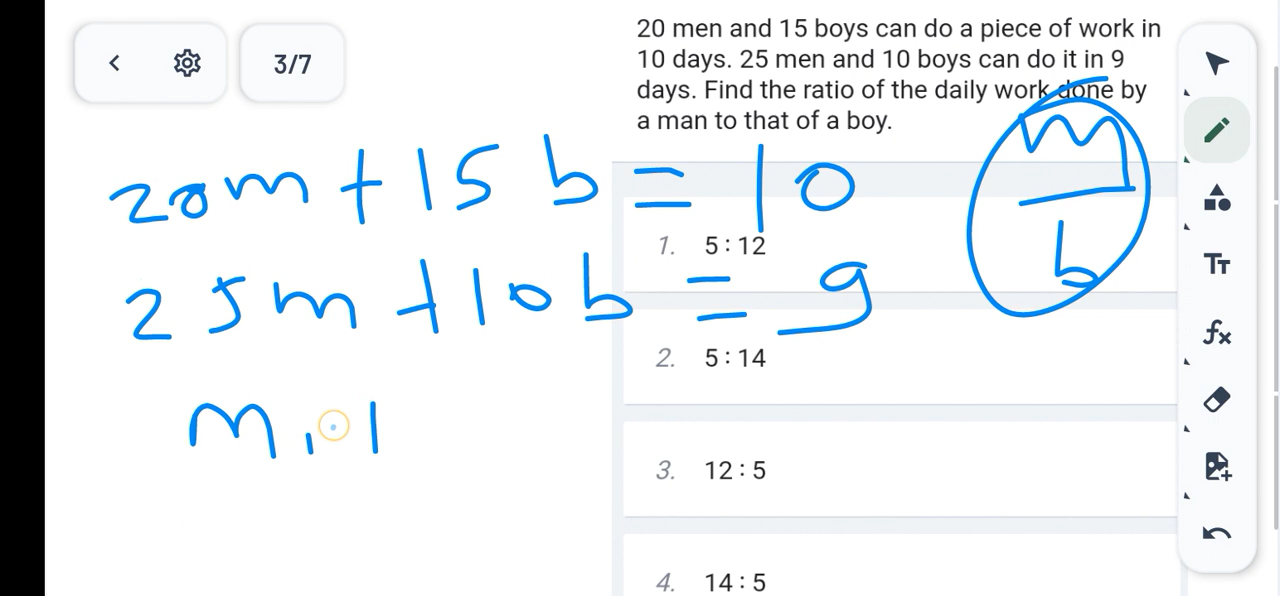 3/7
20 men and 15 boys can do a piece of work in
10 days. 25 men and 10 boys can do it in 9
days. Find the ratio of the daily work done by
a man to that of a boy.
20m + 15b = 10
25m + 10b = 9
m
b
1. 5 : 12
2. 5 : 14
3. 12 : 5
4. 14 : 5
TT
fx